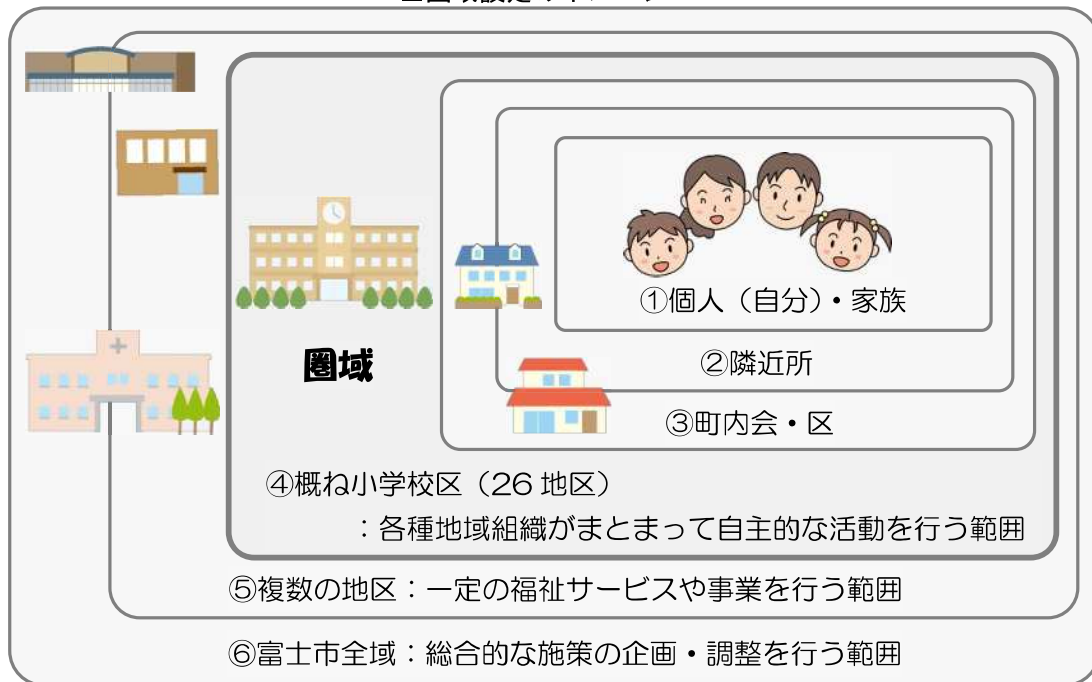 ①個人（自分）・家族
②隣近所
圏域
③町内会・区
④概ね小学校区（26 地区）
：各種地域組織がまとまって自主的な活動を行う範囲
⑤複数の地区：一定の福祉サービスや事業を行う範囲
⑥富士市全域：総合的な施策の企画・調整を行う範囲